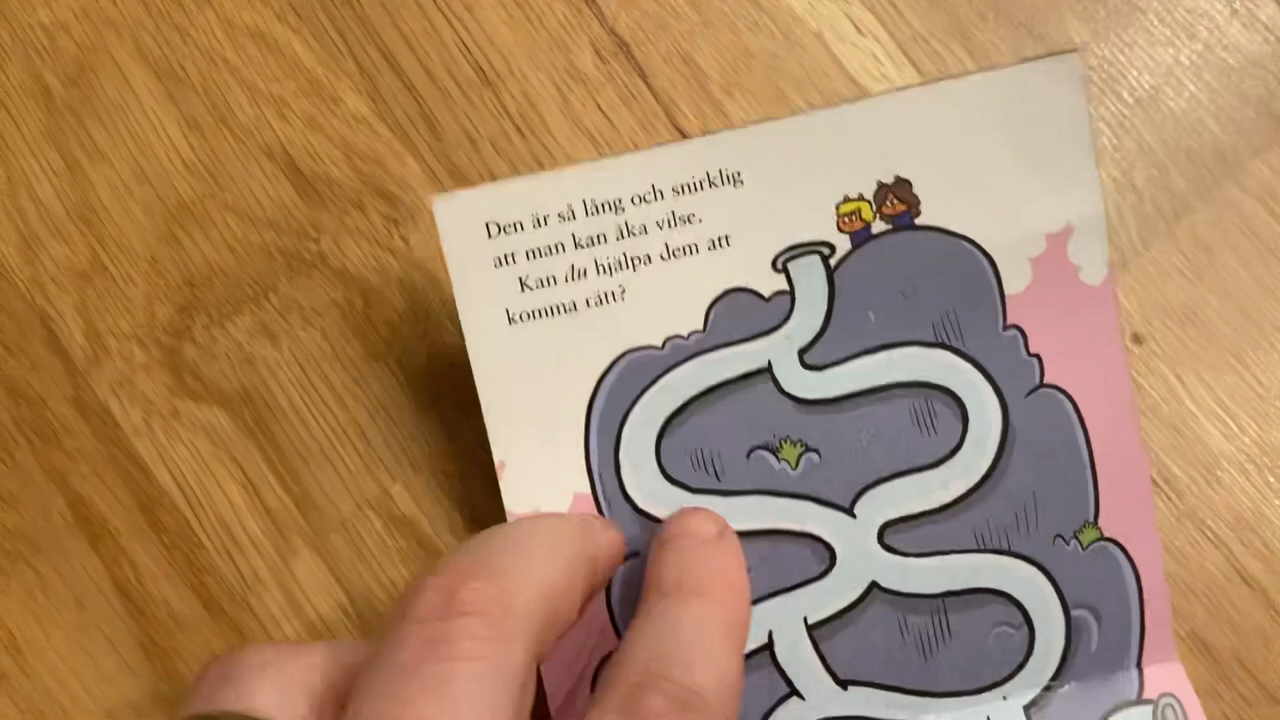 Den är så lång och snirklig
att man kan åka vilse.
Kan du hjälpa dem att
komma rätt?